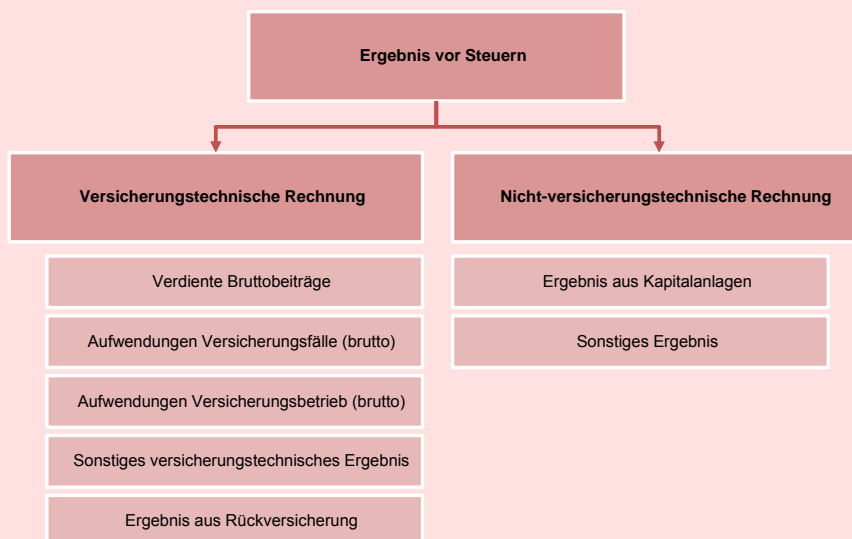 Ergebnis vor Steuern
Versicherungstechnische Rechnung
Nicht-versicherungstechnische Rechnung
Verdiente Bruttobeiträge
Ergebnis aus Kapitalanlagen
Aufwendungen Versicherungsfälle (brutto)
Sonstiges Ergebnis
Aufwendungen Versicherungsbetrieb (brutto)
Sonstiges versicherungstechnisches Ergebnis
Ergebnis aus Rückversicherung